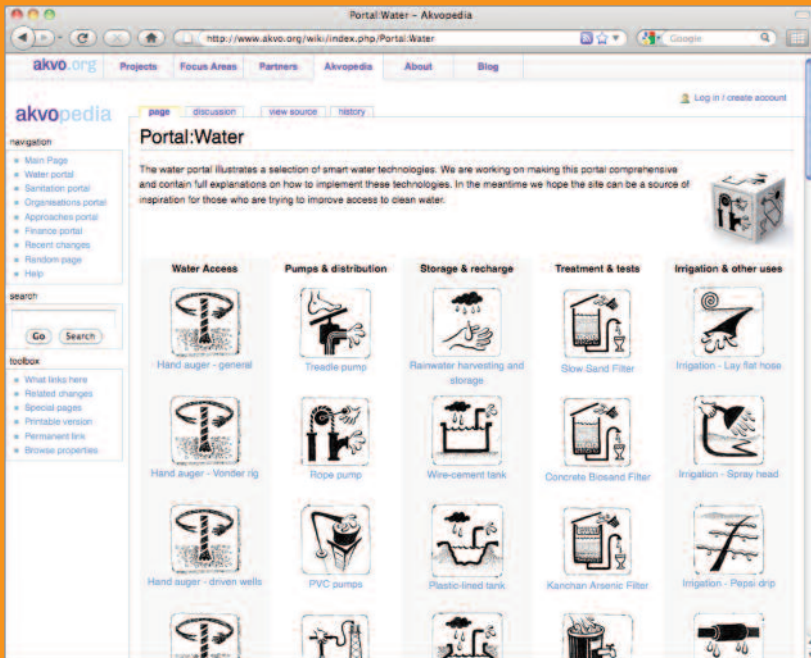 Portal:Water – Akvopedia
http://www.akvo.org/wiki/index.php/Portal:Water
Google
akvo.org
Projects
Focus Areas
Partners
Akvopedia
About
Blog
Log in / create account
akvopedia
page
discussion
view source
history
Portal:Water
The water portal illustrates a selection of smart water technologies. We are working on making this portal comprehensive
and contain full explanations on how to implement these technologies. In the meantime we hope the site can be a source of
inspiration for those who are trying to improve access to clean water.
navigation
Main Page
Water portal
Sanitation portal
Organisations portal
Approaches portal
Finance portal
Recent changes
Random page
Help
search
Go
Search
toolbox
What links here
Related changes
Special pages
Printable version
Permanent link
Browse properties
Water Access
Pumps & distribution
Storage & recharge
Treatment & tests
Irrigation & other uses
Hand auger - general
Treadle pump
Rainwater harvesting and
storage
Slow Sand Filter
Irrigation - Lay flat hose
Hand auger - Vonder rig
Rope pump
Wire-cement tank
Concrete Biosand Filter
Irrigation - Spray head
Hand auger - driven wells
PVC pumps
Plastic-lined tank
Kanchan Arsenic Filter
Irrigation - Pepsi drip